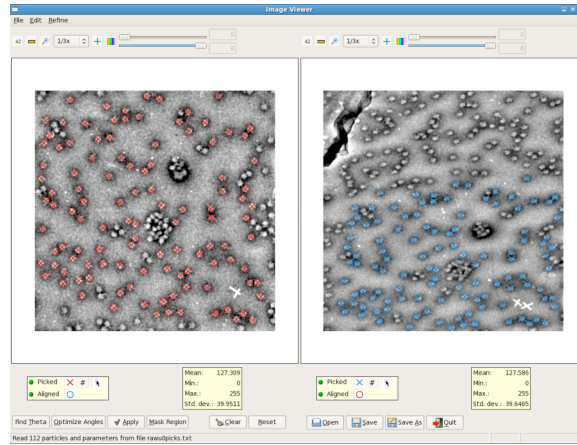 Image Viewer
File Edit Refine
1/3x 0 0 1/3x 0 0
Mean: 127.309
Min.: 0
Max.: 255
Std. dev.: 39.9511
Picked #
Aligned
Mean: 127.586
Min.: 0
Max.: 255
Std. dev.: 39.6465
Picked #
Aligned
Find Theta Optimize Angles Apply Mask Region Clear Reset Open Save Save As Quit
Read 112 particles and parameters from file rawu0picks.txt